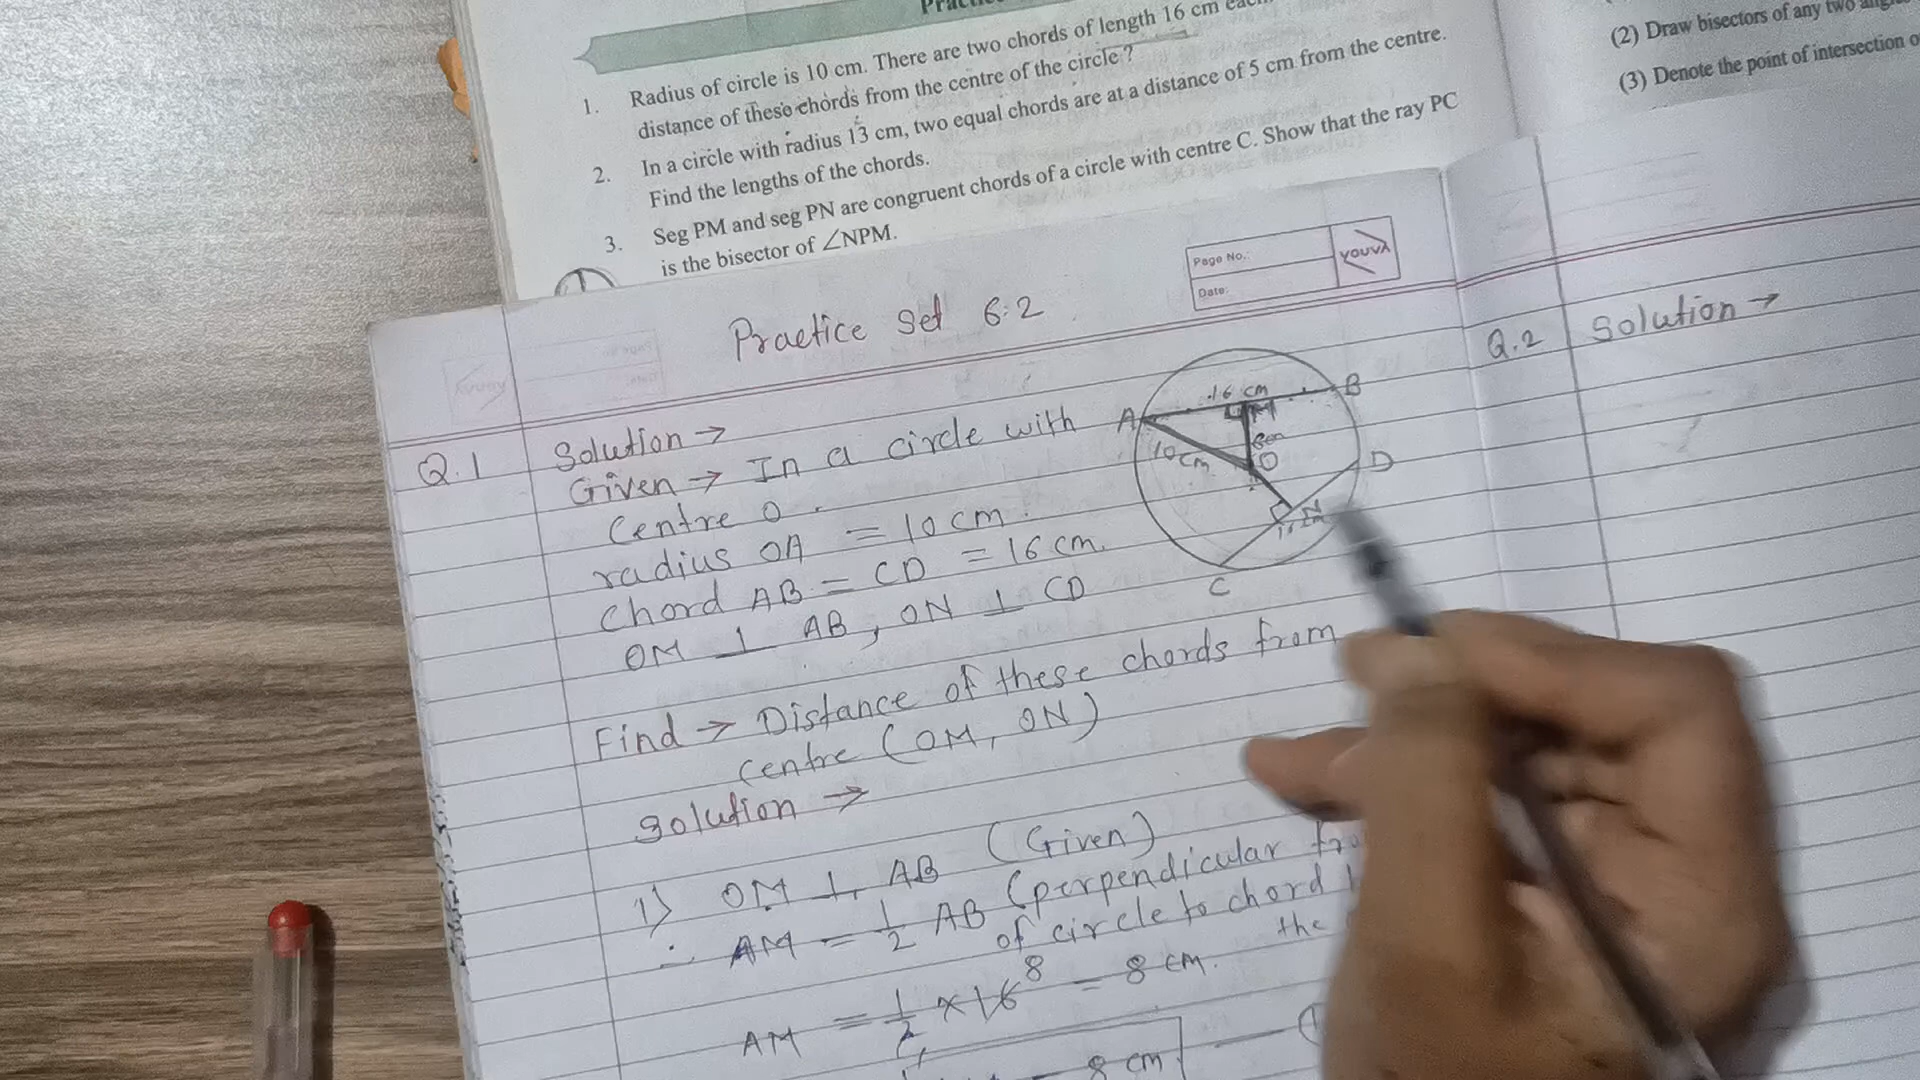 Practice
1. Radius of circle is 10 cm. There are two chords of length 16 cm each.
distance of these chords from the centre of the circle ?
2. In a circle with radius 13 cm, two equal chords are at a distance of 5 cm from the centre.
Find the lengths of the chords.
3. Seg PM and seg PN are congruent chords of a circle with centre C. Show that the ray PC
is the bisector of ∠NPM.
(2) Draw bisectors of any two
(3) Denote the point of intersection
Page No.:
Date:
YOUVA
Practice Set 6:2
Q.1 Solution →
Given → In a circle with
Centre O.
radius OA = 10 cm.
chord AB = CD = 16 cm.
OM ⊥ AB, ON ⊥ CD
Find → Distance of these chords from
centre (OM, ON)
Solution →
1) OM ⊥ AB (Given)
∴ AM = 1/2 AB (perpendicular
of circle to chord
the
AM = 1/2 × 16 8 = 8 cm.
8 cm
A
16 cm
B
M
10 cm
O
D
N
C
Q.2 Solution →